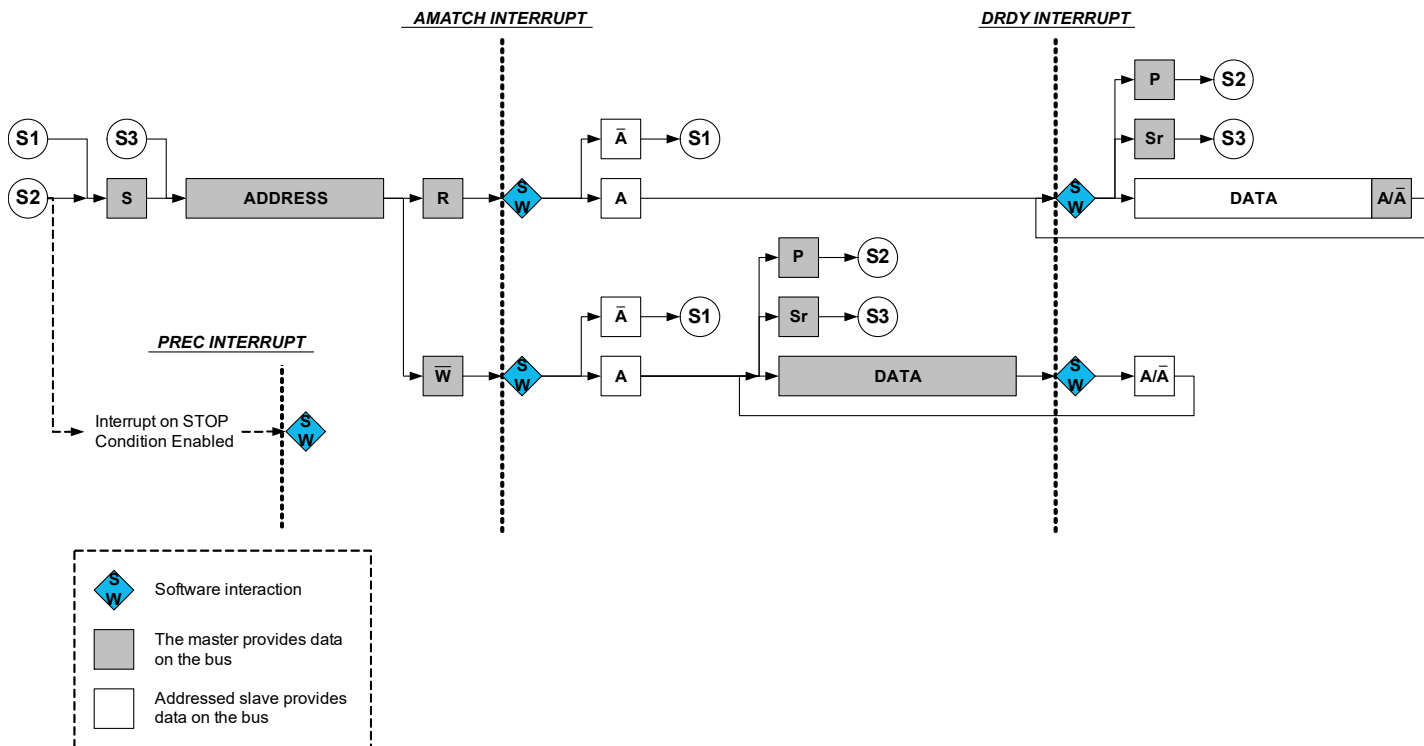 AMATCH INTERRUPT
DRDY INTERRUPT
P
S2
S1
S3
A̅
S1
Sr
S3
S2
S
ADDRESS
R
S
W
A
S
W
DATA
A/A̅
P
S2
A̅
S1
Sr
S3
PREC INTERRUPT
W̅
S
W
A
DATA
S
W
A/A̅
Interrupt on STOP
Condition Enabled
S
W
S
W
Software interaction
The master provides data
on the bus
Addressed slave provides
data on the bus